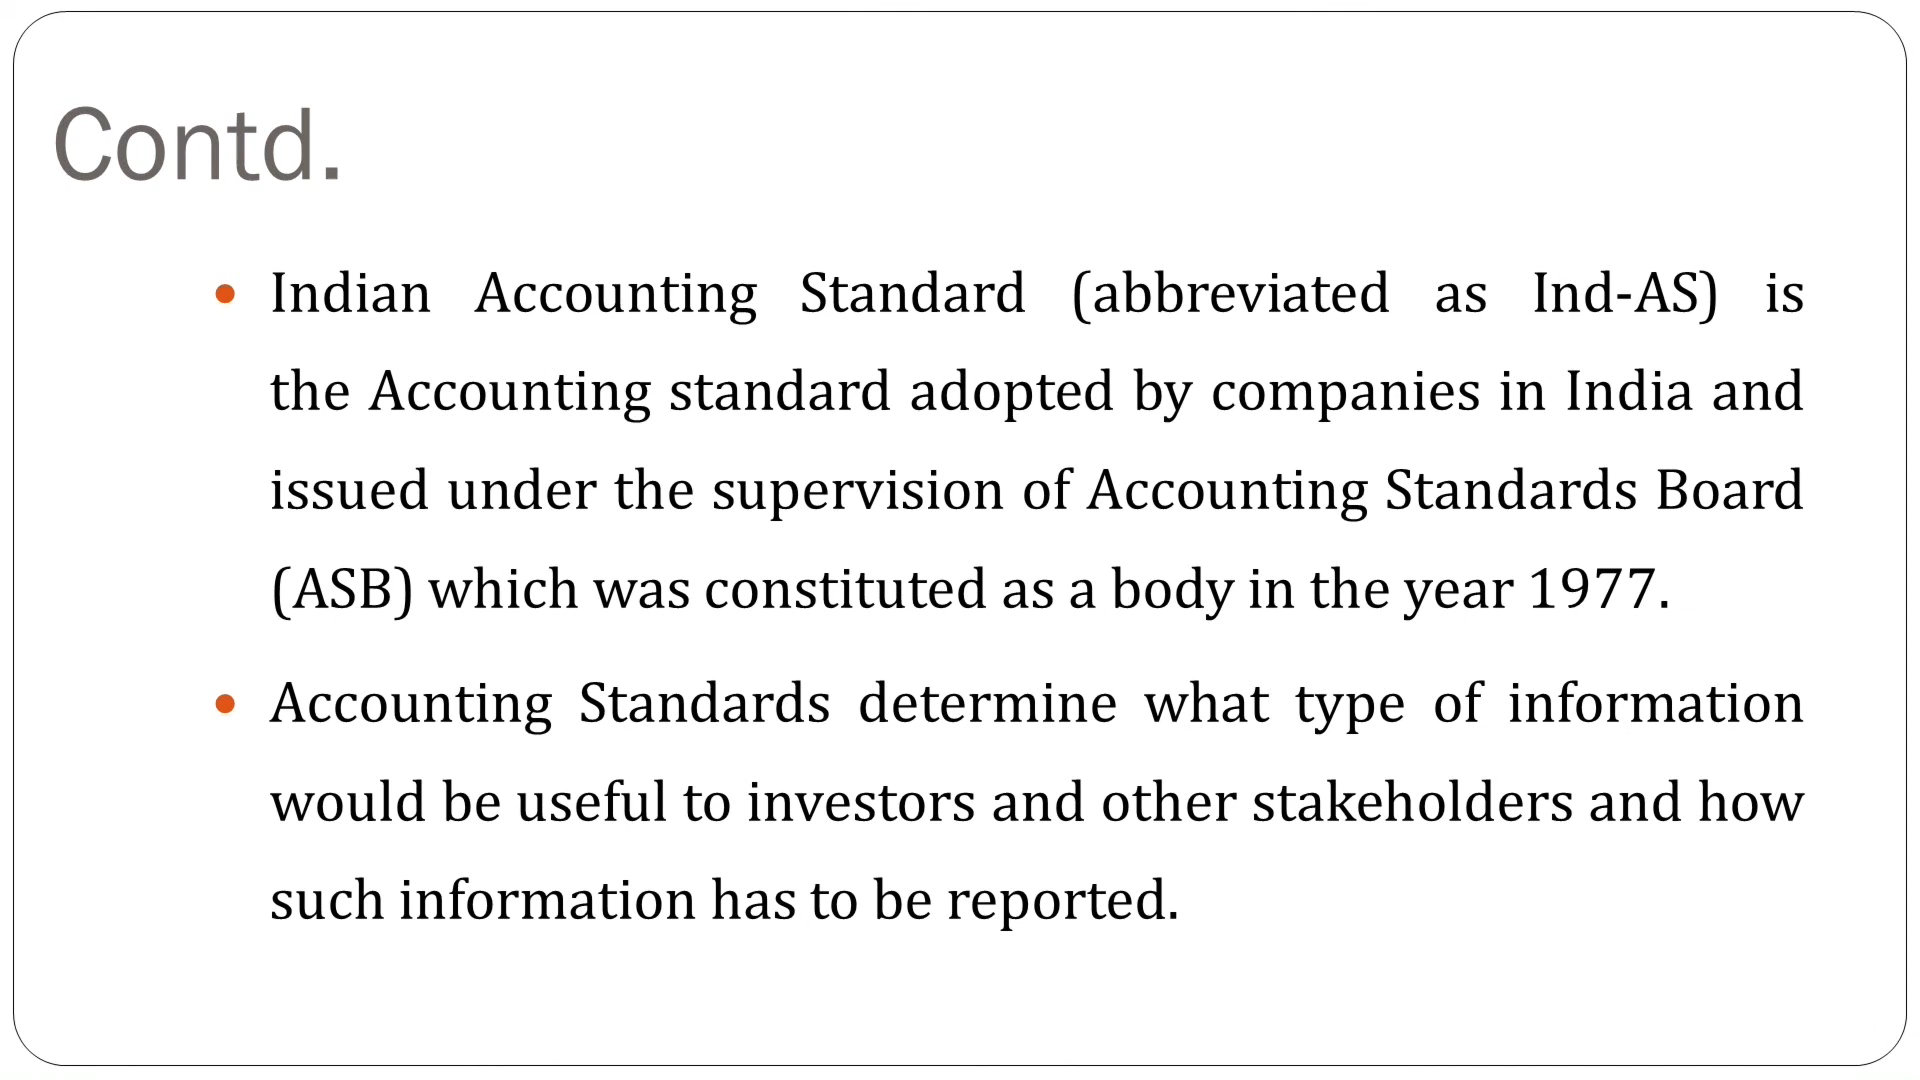 Contd.
• Indian Accounting Standard (abbreviated as Ind-AS) is
the Accounting standard adopted by companies in India and
issued under the supervision of Accounting Standards Board
(ASB) which was constituted as a body in the year 1977.
• Accounting Standards determine what type of information
would be useful to investors and other stakeholders and how
such information has to be reported.